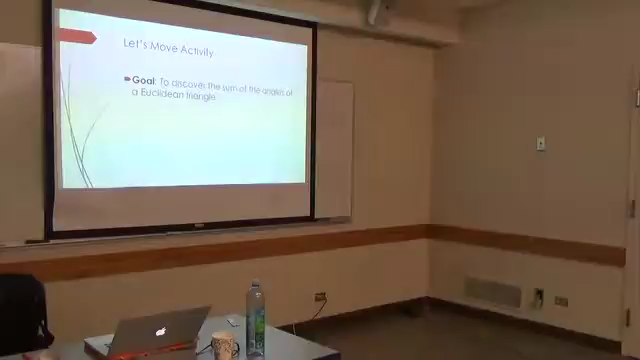 Let's Move Activity
Goal: To discover the sum of the angles of
a Euclidean triangle